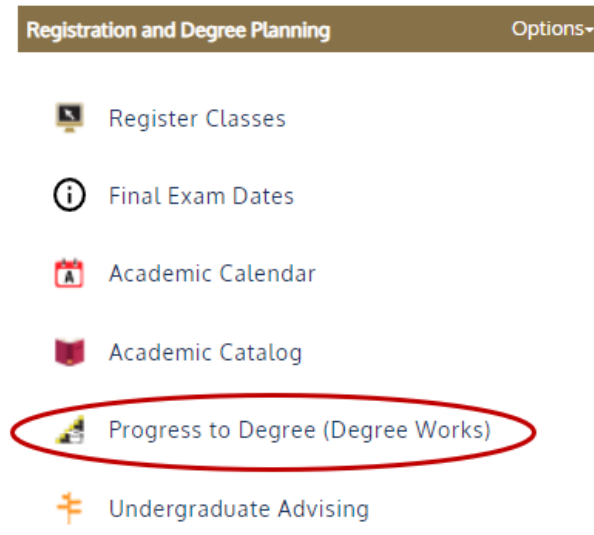 Registration and Degree Planning Options
Register Classes
Final Exam Dates
Academic Calendar
Academic Catalog
Progress to Degree (Degree Works)
Undergraduate Advising